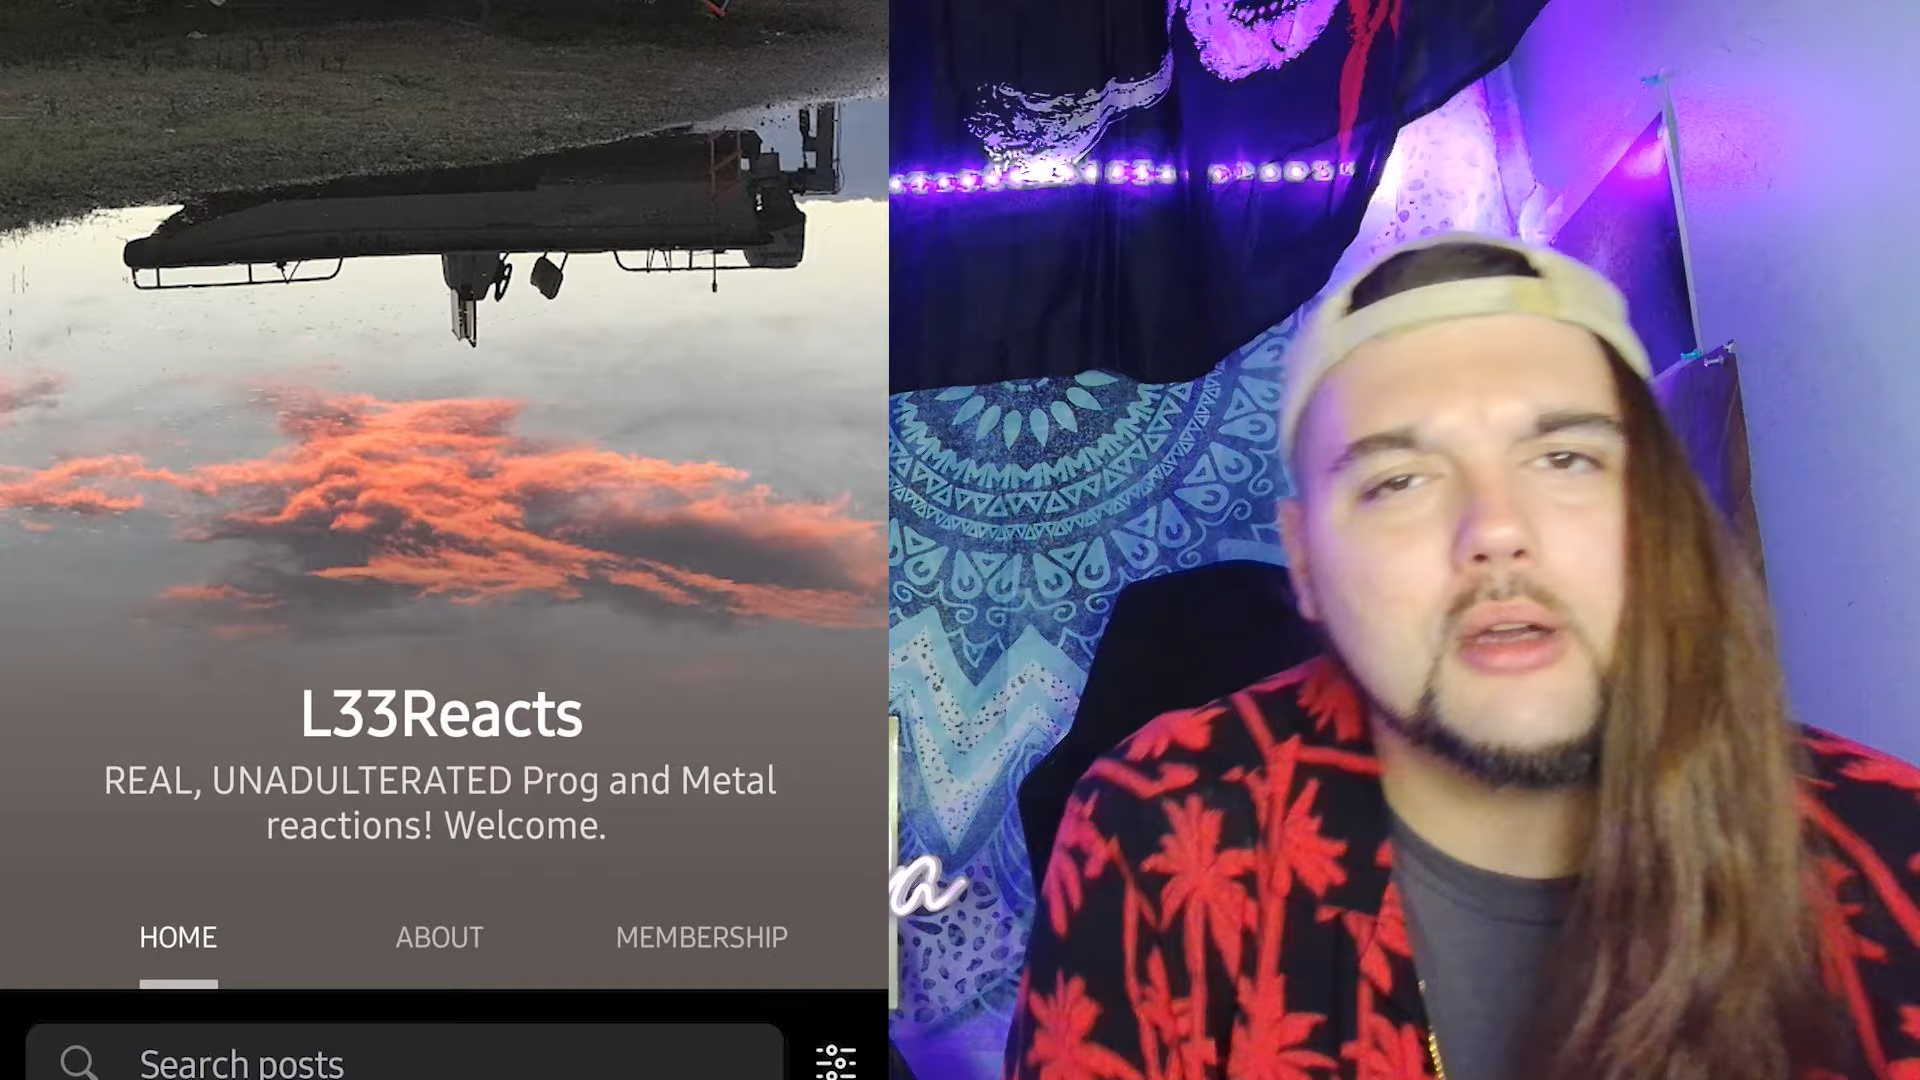 L33Reacts
REAL, UNADULTERATED Prog and Metal
reactions! Welcome.
HOME ABOUT MEMBERSHIP
Search posts